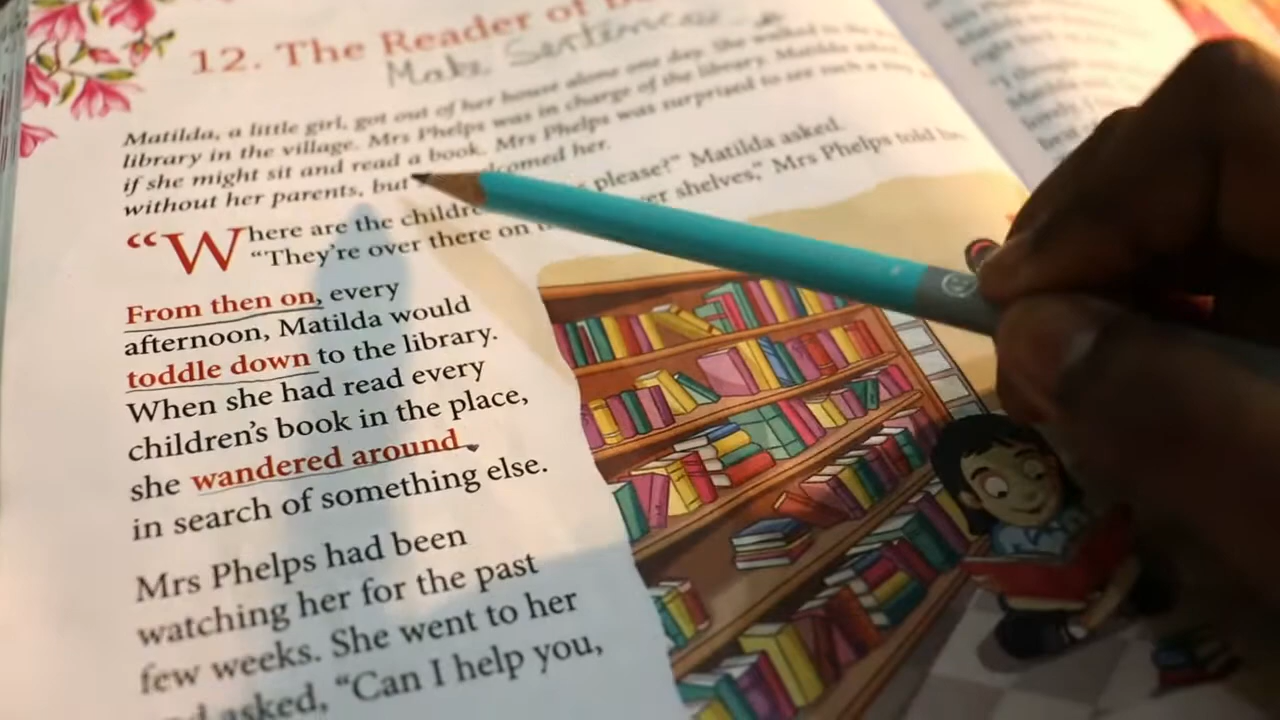 12. The Reader of
Make Sentences
Matilda, a little girl, got out of her house alone one day. She walked to the
library in the village. Mrs Phelps was in charge of the library. Matilda asked
if she might sit and read a book. Mrs Phelps was surprised to see such a
without her parents, but welcomed her.
“Where are the please?” Matilda asked.
“They’re over there on shelves,” Mrs Phelps told
From then on, every
afternoon, Matilda would
toddle down to the library.
When she had read every
children’s book in the place,
she wandered around
in search of something else.
Mrs Phelps had been
watching her for the past
few weeks. She went to her
asked, “Can I help you,